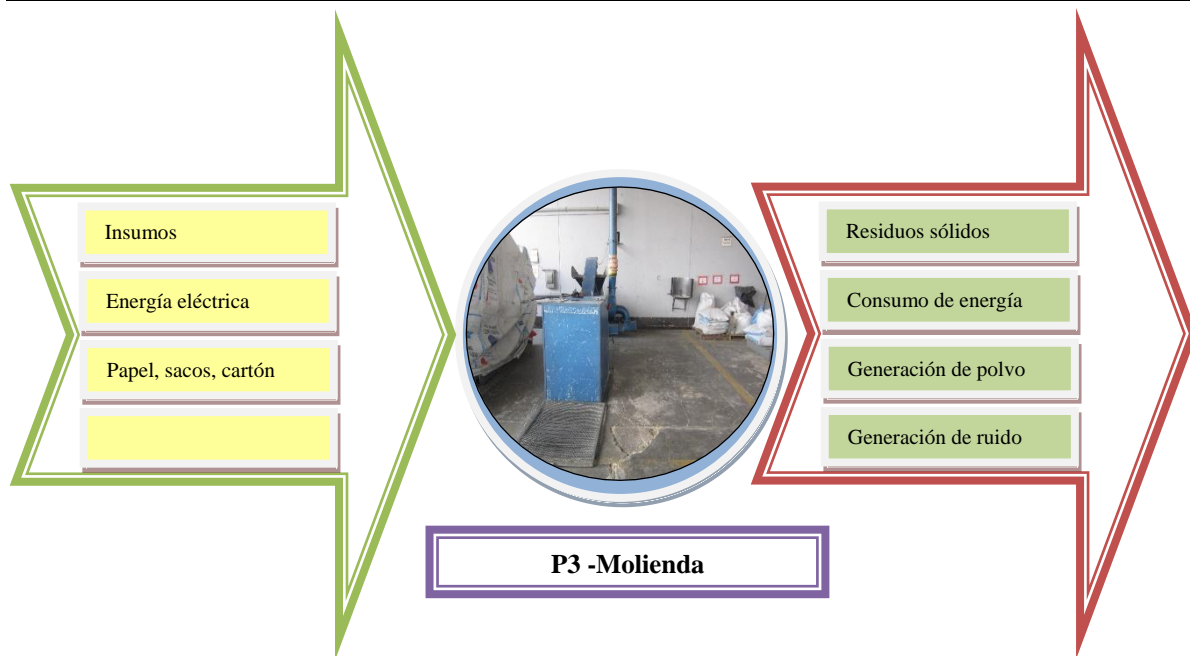 Insumos
Energía eléctrica
Papel, sacos, cartón
Residuos sólidos
Consumo de energía
Generación de polvo
Generación de ruido
P3 -Molienda